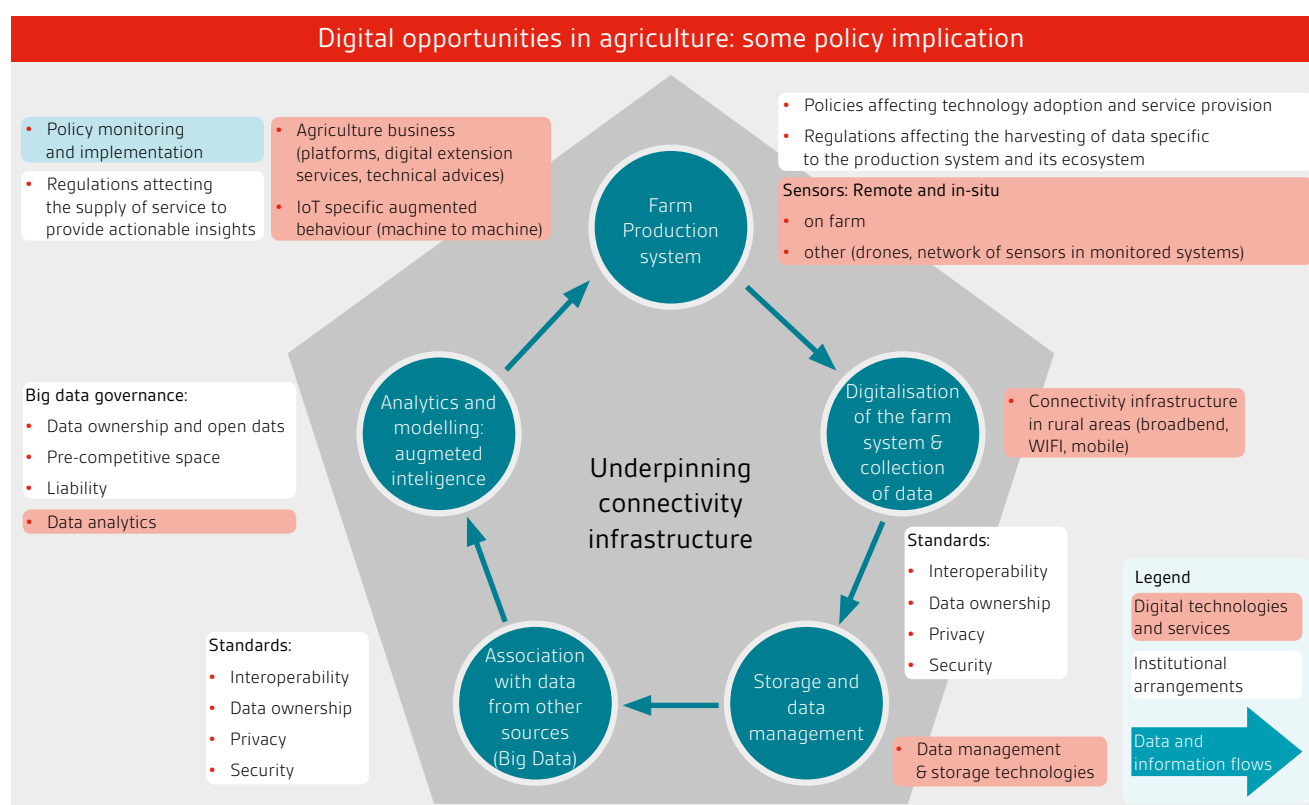 Digital opportunities in agriculture: some policy implication
• Policy monitoring
and implementation
• Regulations attecting
the supply of service to
provide actionable insights
• Agriculture business
(platforms, digital extension
services, technical advices)
• IoT specific augmented
behaviour (machine to machine)
• Policies affecting technology adoption and service provision
• Regulations affecting the harvesting of data specific
to the production system and its ecosystem
Sensors: Remote and in-situ
• on farm
• other (drones, network of sensors in monitored systems)
Farm
Production
system
Digitalisation
of the farm
system &
collection
of data
• Connectivity infrastructure
in rural areas (broadbend,
WIFI, mobile)
Analytics and
modelling:
augmeted
inteligence
Big data governance:
• Data ownership and open dats
• Pre-competitive space
• Liability
• Data analytics
Underpinning
connectivity
infrastructure
Standards:
• Interoperability
• Data ownership
• Privacy
• Security
Storage and
data
management
• Data management
& storage technologies
Association
with data
from other
sources
(Big Data)
Standards:
• Interoperability
• Data ownership
• Privacy
• Security
Legend
Digital technologies
and services
Institutional
arrangements
Data and
information flows